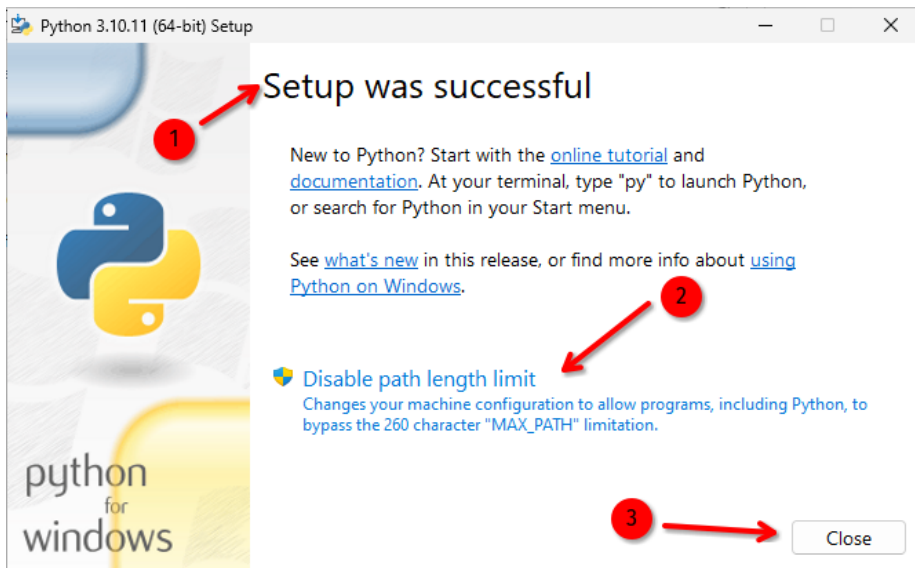 Python 3.10.11 (64-bit) Setup
Setup was successful
1
New to Python? Start with the online tutorial and
documentation. At your terminal, type "py" to launch Python,
or search for Python in your Start menu.
See what's new in this release, or find more info about using
Python on Windows.
2
Disable path length limit
Changes your machine configuration to allow programs, including Python, to
bypass the 260 character "MAX_PATH" limitation.
python
for
windows
3
Close